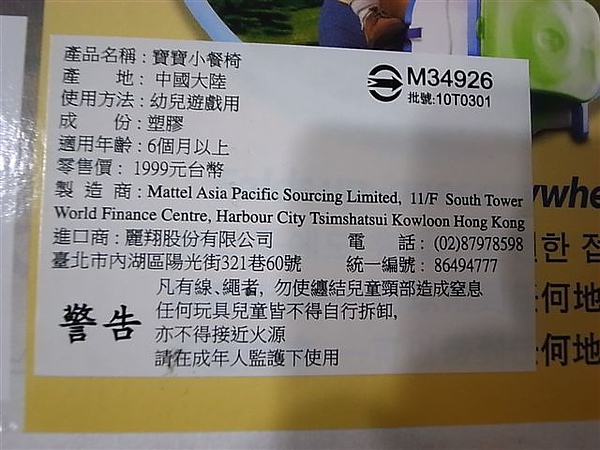 產品名稱：寶寶小餐椅
M34926
批號:10T0301
產　　地：中國大陸
使用方法：幼兒遊戲用
成　　份：塑膠
適用年齡：6個月以上
零售價： 1999元台幣
製 造 商：Mattel Asia Pacific Sourcing Limited, 11/F South Tower
World Finance Centre, Harbour City Tsimshatsui Kowloon Hong Kong
進口商：麗翔股份有限公司　　電　　話：(02)87978598
臺北市內湖區陽光街321巷60號　　統一編號：86494777
警告
凡有線、繩者, 勿使纏結兒童頸部造成窒息
任何玩具兒童皆不得自行拆卸,
亦不得接近火源
請在成年人監護下使用
한 접
任何地
何地